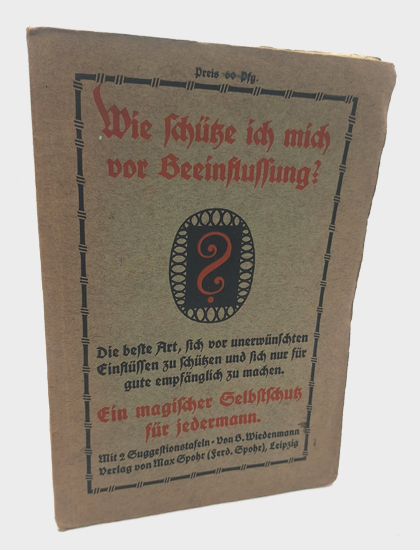 Preis 60 Pfg.
Wie schütze ich mich
vor Beeinflussung?
?
Die beste Art, sich vor unerwünschten
Einflüssen zu schützen und sich nur für
gute empfänglich zu machen.
Ein magischer Selbstschutz
für jedermann.
Mit 2 Suggestionstafeln · Von G. Wiedenmann
Verlag von Max Spohr (Ferd. Spohr), Leipzig